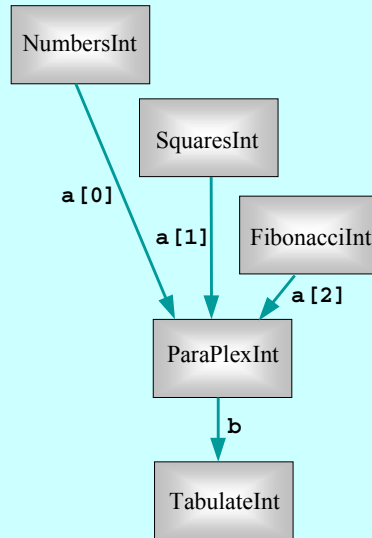 NumbersInt
SquaresInt
a[0]
a[1]
FibonacciInt
a[2]
ParaPlexInt
b
TabulateInt